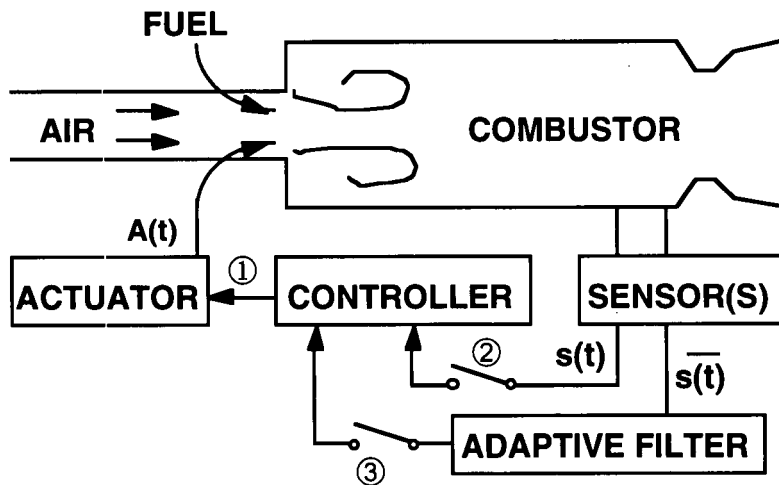 FUEL
AIR
COMBUSTOR
A(t)
①
ACTUATOR
CONTROLLER
SENSOR(S)
②
s(t)
s(t)̅
ADAPTIVE FILTER
③